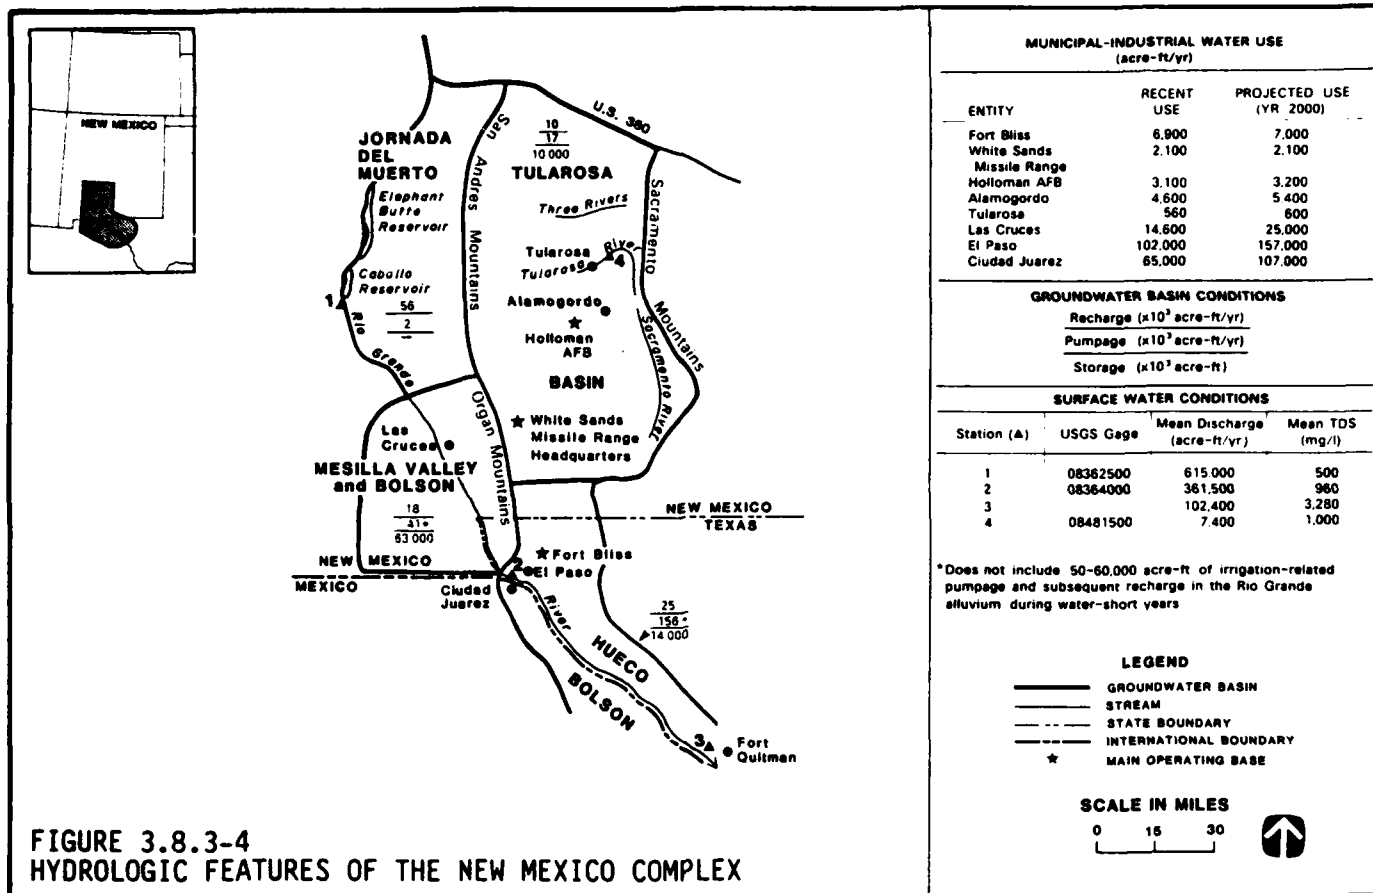 NEW MEXICO
JORNADA
DEL
MUERTO
Elephant
Butte
Reservoir
Caballo
Reservoir
1
56
2
–
Rio
Grande
San Andres Mountains
U.S. 380
10
17
10 000
TULAROSA
Three Rivers
Tularosa
Tularosa River
4
Alamogordo
Holloman
AFB
BASIN
Sacramento Mountains
Sacramento River
White Sands
Missile Range
Headquarters
Organ Mountains
Las
Cruces
MESILLA VALLEY
and BOLSON
18
41*
63 000
NEW MEXICO
TEXAS
NEW MEXICO
MEXICO
2
Fort Bliss
El Paso
Ciudad
Juarez
River
25
156*
14 000
HUECO
BOLSON
3
Fort
Quitman
MUNICIPAL-INDUSTRIAL WATER USE
(acre-ft/yr)
RECENT PROJECTED USE
ENTITY USE (YR 2000)
Fort Bliss 6,900 7,000
White Sands 2,100 2,100
Missile Range
Holloman AFB 3,100 3,200
Alamogordo 4,600 5 400
Tularosa 560 600
Las Cruces 14,600 25,000
El Paso 102,000 157,000
Ciudad Juarez 65,000 107,000
GROUNDWATER BASIN CONDITIONS
Recharge (x10³ acre-ft/yr)
Pumpage (x10³ acre-ft/yr)
Storage (x10³ acre-ft)
SURFACE WATER CONDITIONS
Station (▲) USGS Gage Mean Discharge Mean TDS
(acre-ft/yr) (mg/l)
1 08362500 615 000 500
2 08364000 361,500 960
3 102,400 3,280
4 08481500 7,400 1,000
*Does not include 50-60,000 acre-ft of irrigation-related
pumpage and subsequent recharge in the Rio Grande
alluvium during water-short years
LEGEND
GROUNDWATER BASIN
STREAM
STATE BOUNDARY
INTERNATIONAL BOUNDARY
★ MAIN OPERATING BASE
SCALE IN MILES
0 15 30
FIGURE 3.8.3-4
HYDROLOGIC FEATURES OF THE NEW MEXICO COMPLEX